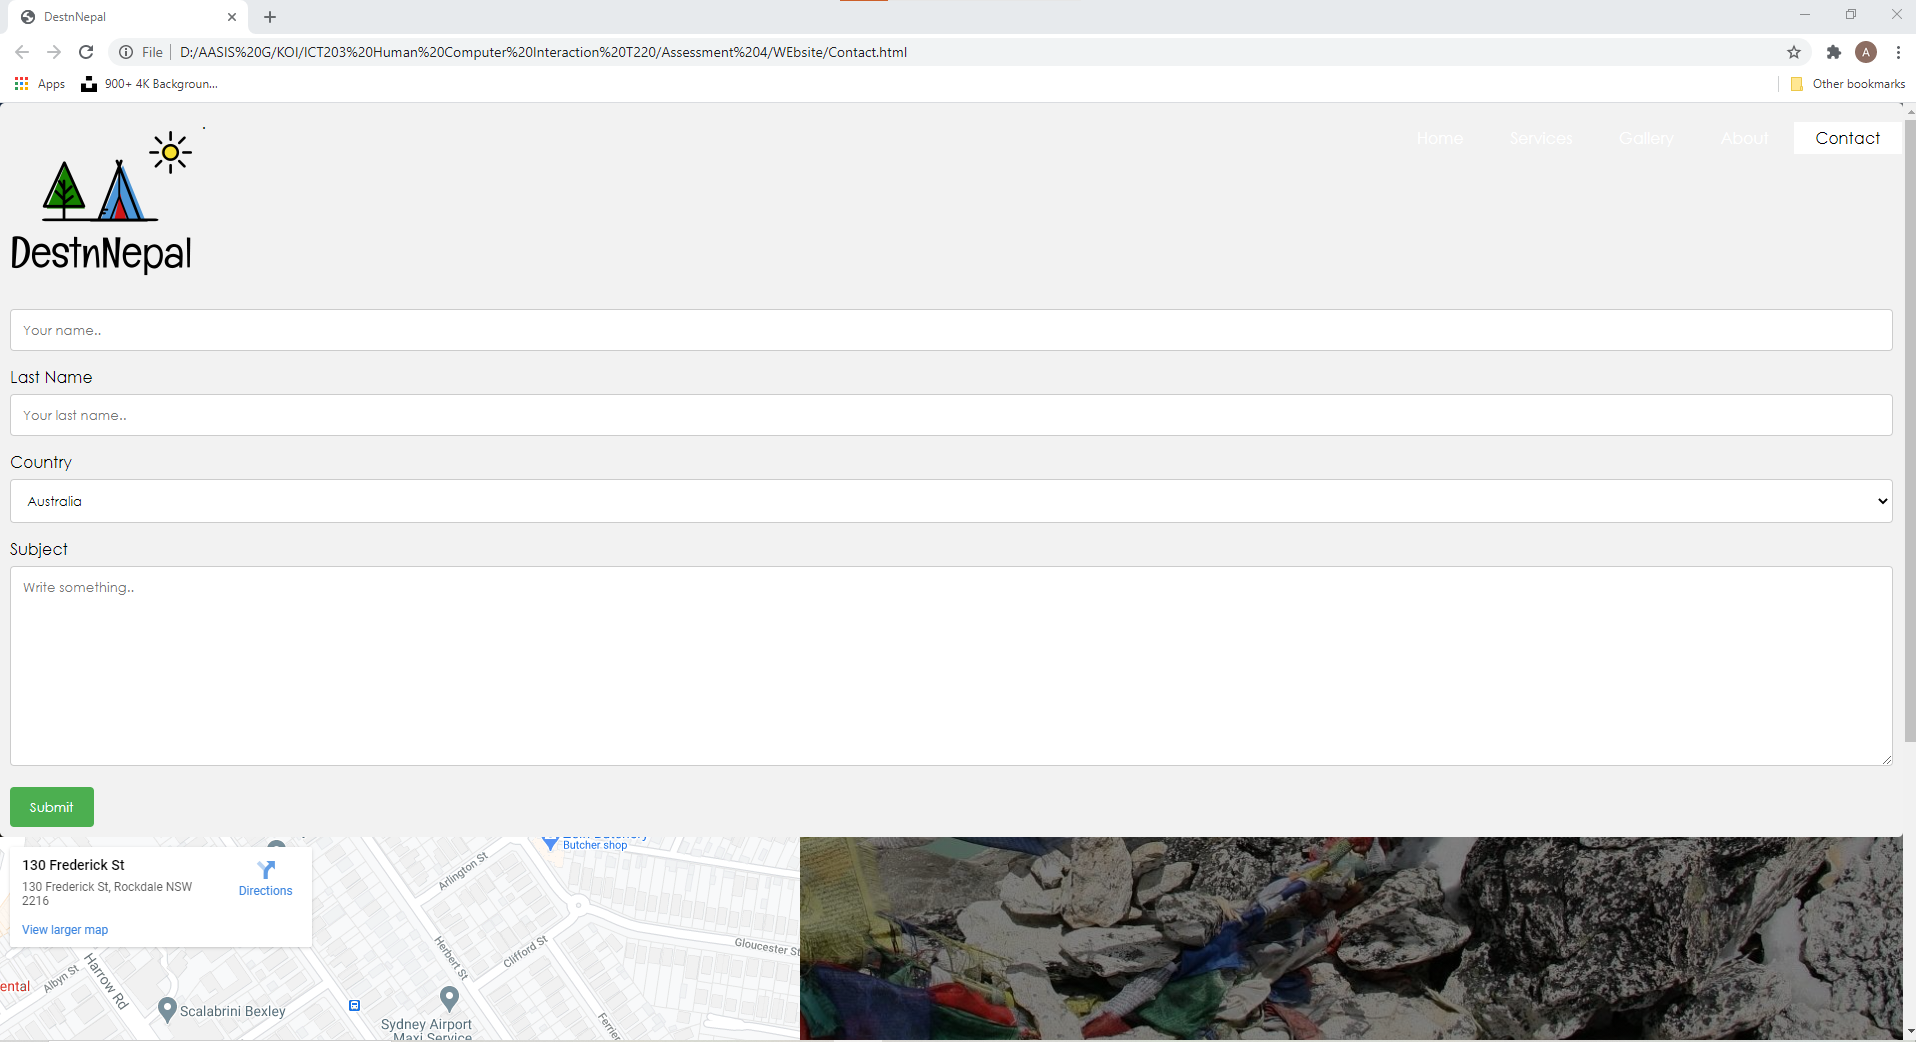 DestnNepal
File D:/AASIS%20G/KOI/ICT203%20Human%20Computer%20Interaction%20T220/Assessment%204/WEbsite/Contact.html
A
Apps 900+ 4K Backgroun... Other bookmarks
Home Services Gallery About Contact
DestnNepal
Your name..
Last Name
Your last name..
Country
Australia
Subject
Write something..
Submit
130 Frederick St
130 Frederick St, Rockdale NSW
2216
Directions
View larger map
Butcher shop
Arlington St
Herbert St
Clifford St
Gloucester St
Albyn St
Harrow Rd
ental
Scalabrini Bexley
Sydney Airport
Maxi Service
Ferrier